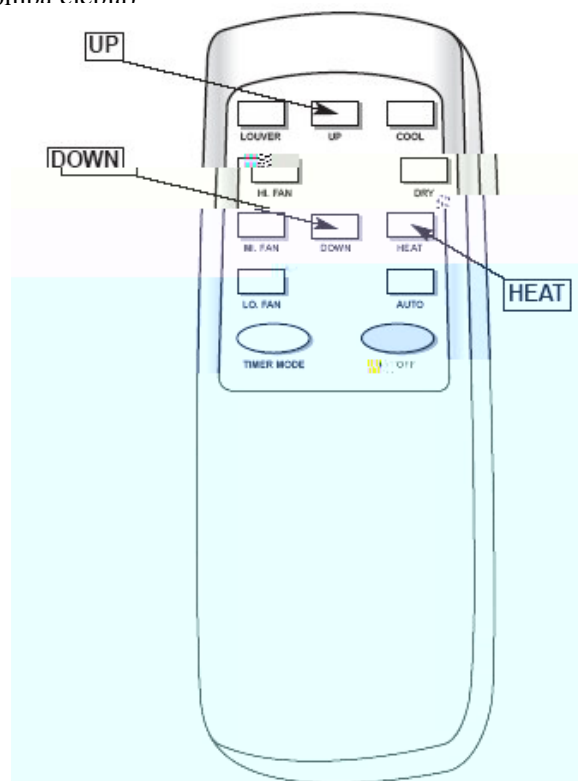 UP
LOUVER UP COOL
DOWN
HI. FAN DRY
MI. FAN DOWN HEAT
HEAT
LO. FAN AUTO
TIMER MODE OFF